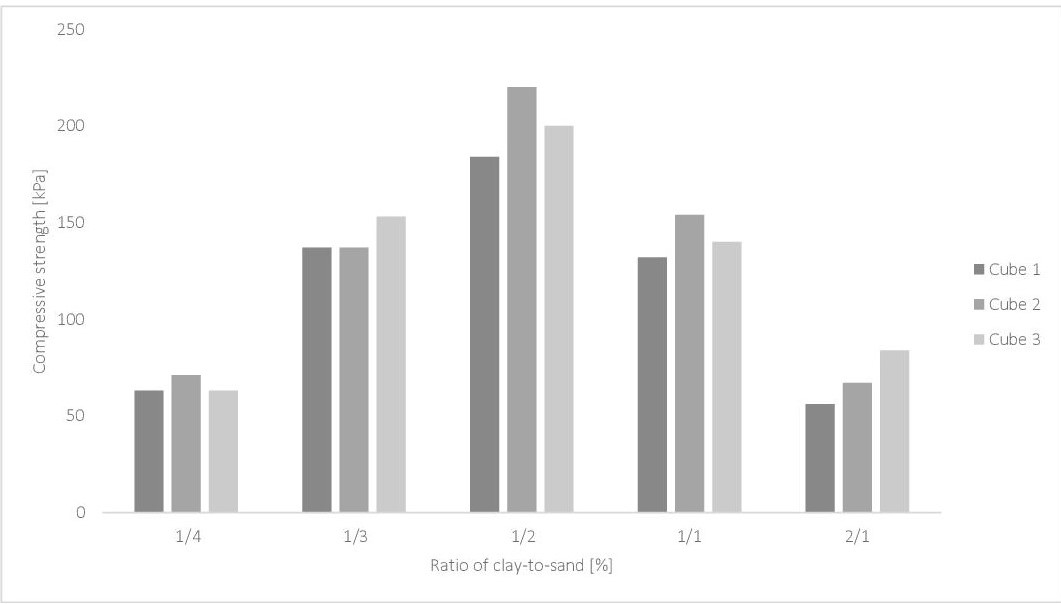 250
200
150
100
50
0
Compressive strength [kPa]
1/4 1/3 1/2 1/1 2/1
Ratio of clay-to-sand [%]
Cube 1
Cube 2
Cube 3